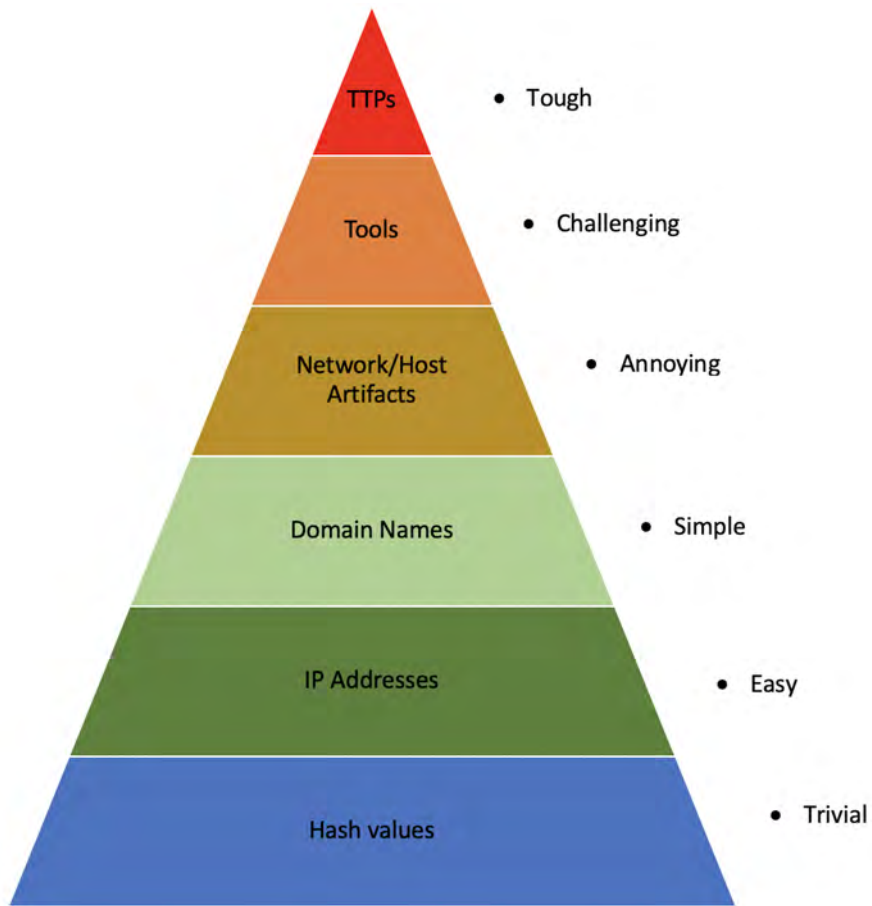 TTPs
• Tough
Tools
• Challenging
Network/Host
Artifacts
• Annoying
Domain Names
• Simple
IP Addresses
• Easy
Hash values
• Trivial